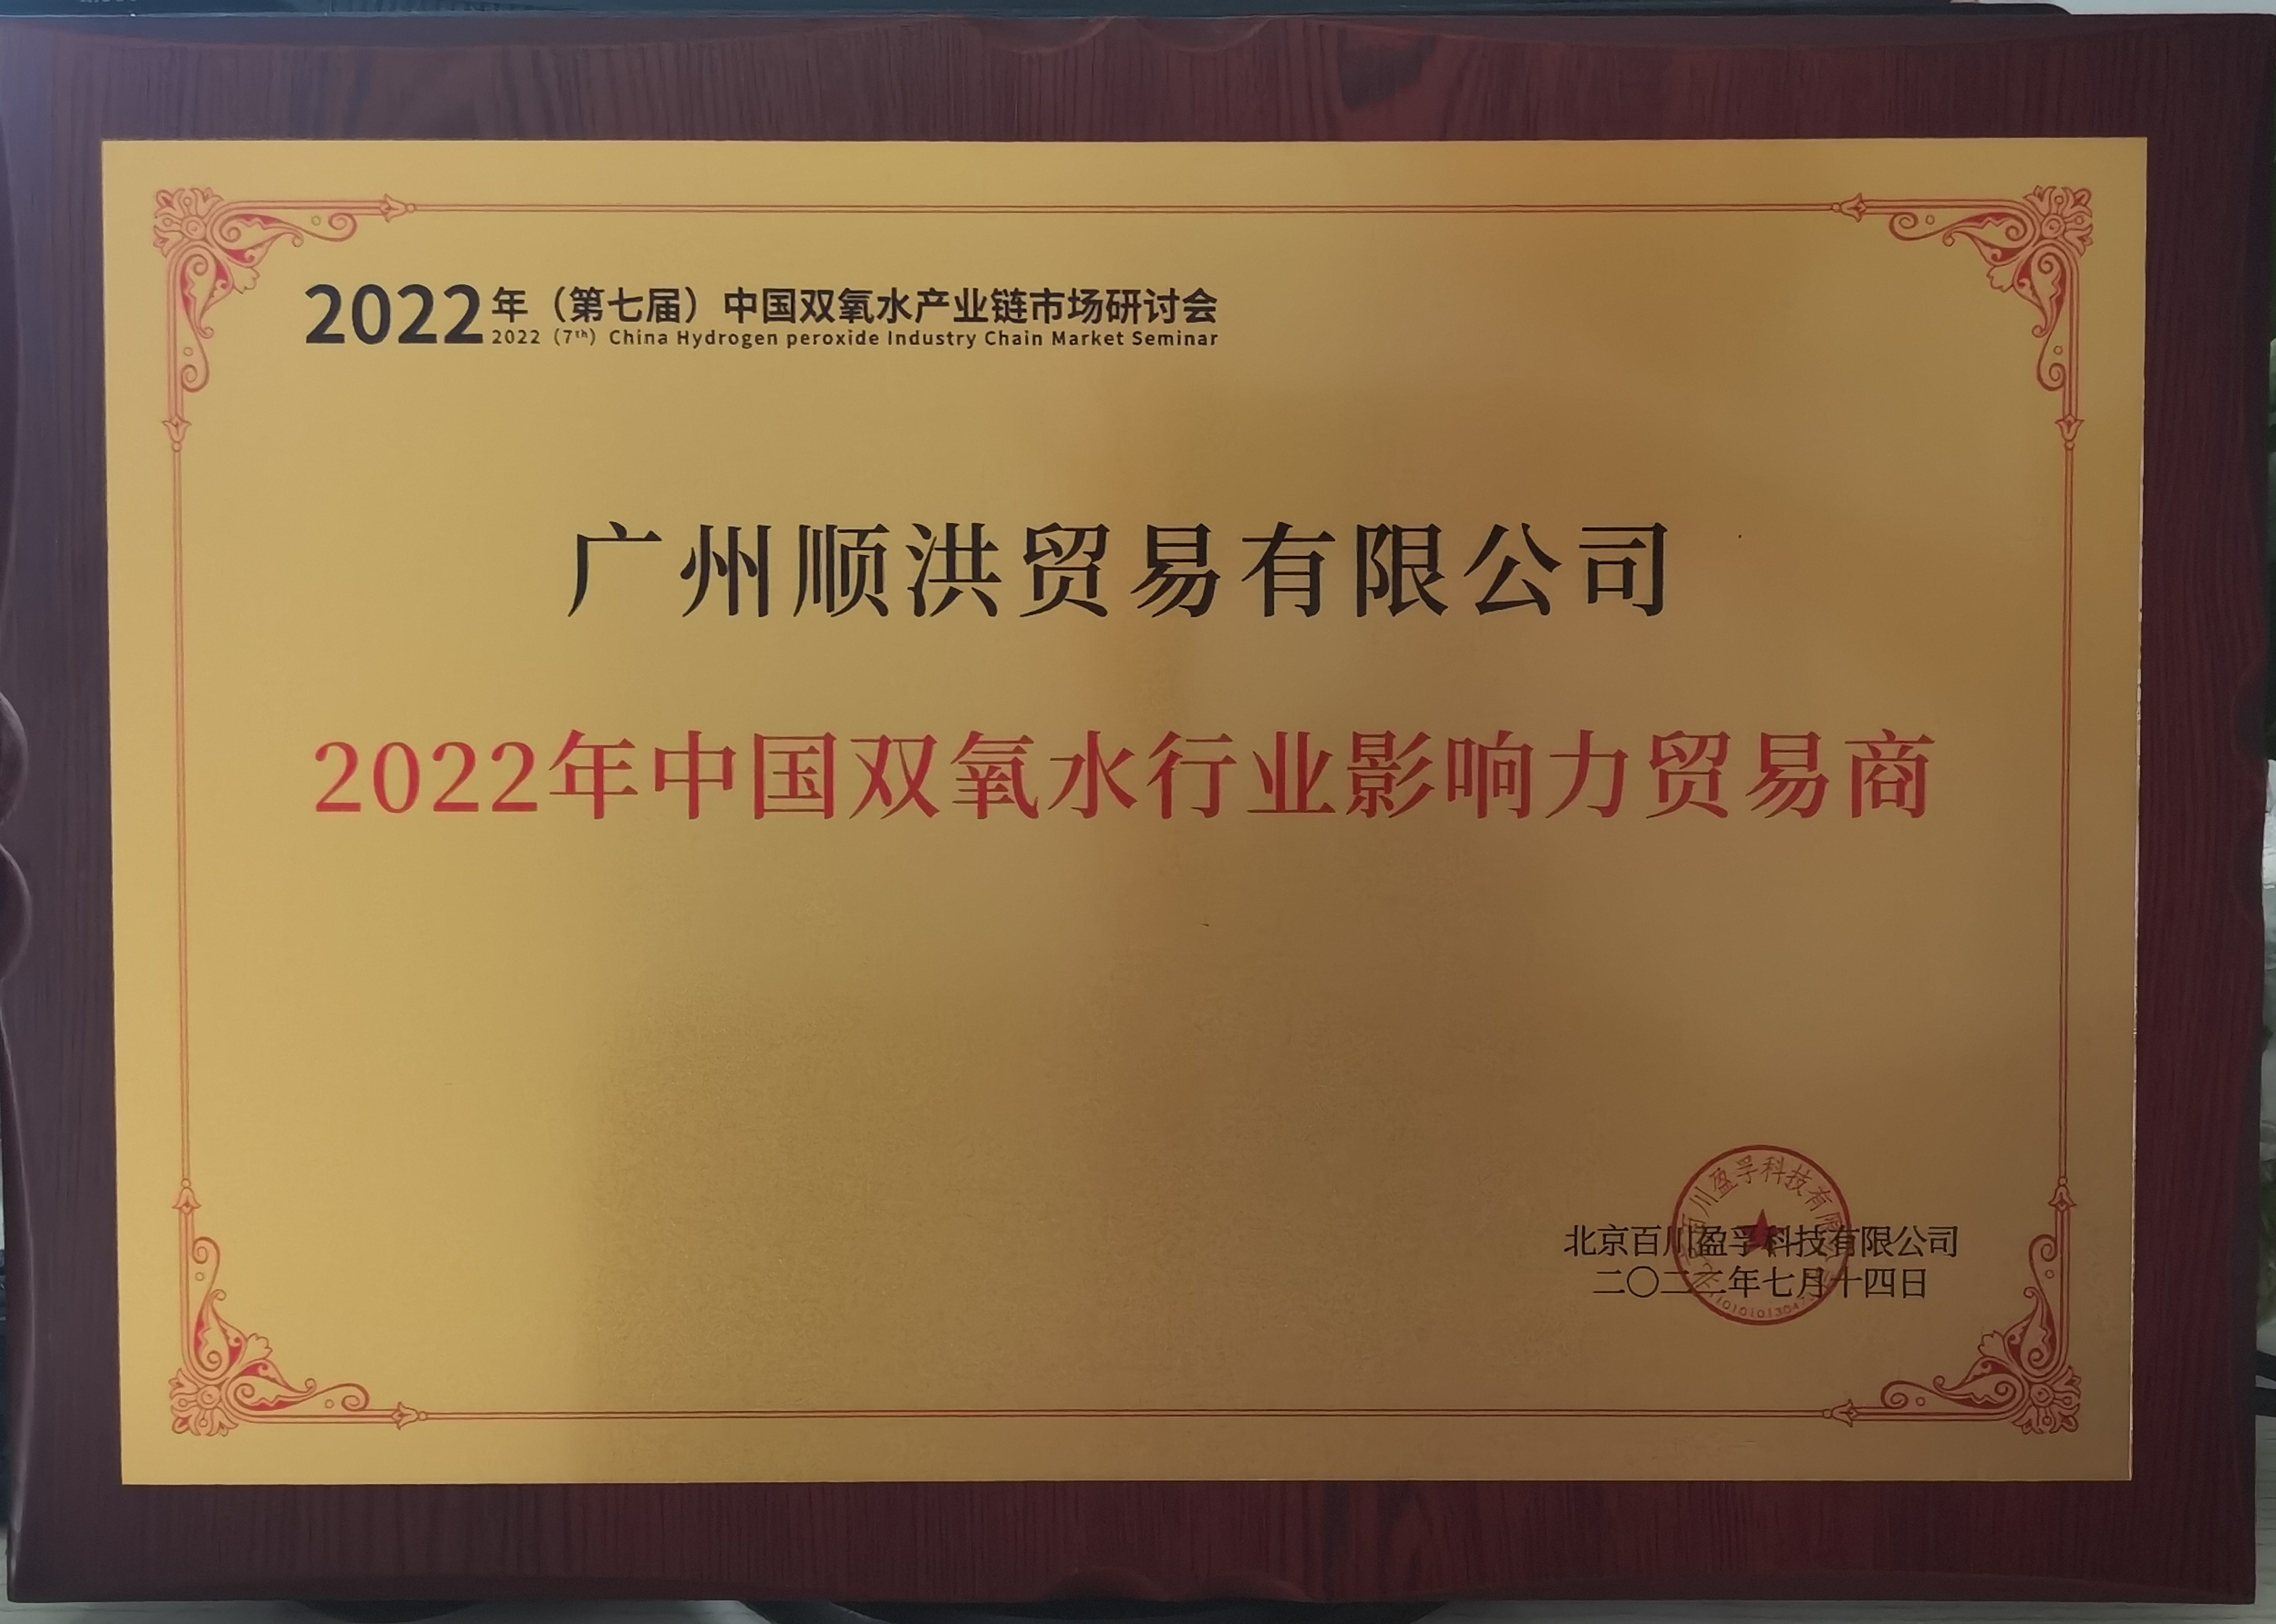 2022年（第七届）中国双氧水产业链市场研讨会
2022 (7th) China Hydrogen peroxide Industry Chain Market Seminar
广州顺洪贸易有限公司
2022年中国双氧水行业影响力贸易商
北京百川盈孚科技有限公司
二〇二二年七月十四日